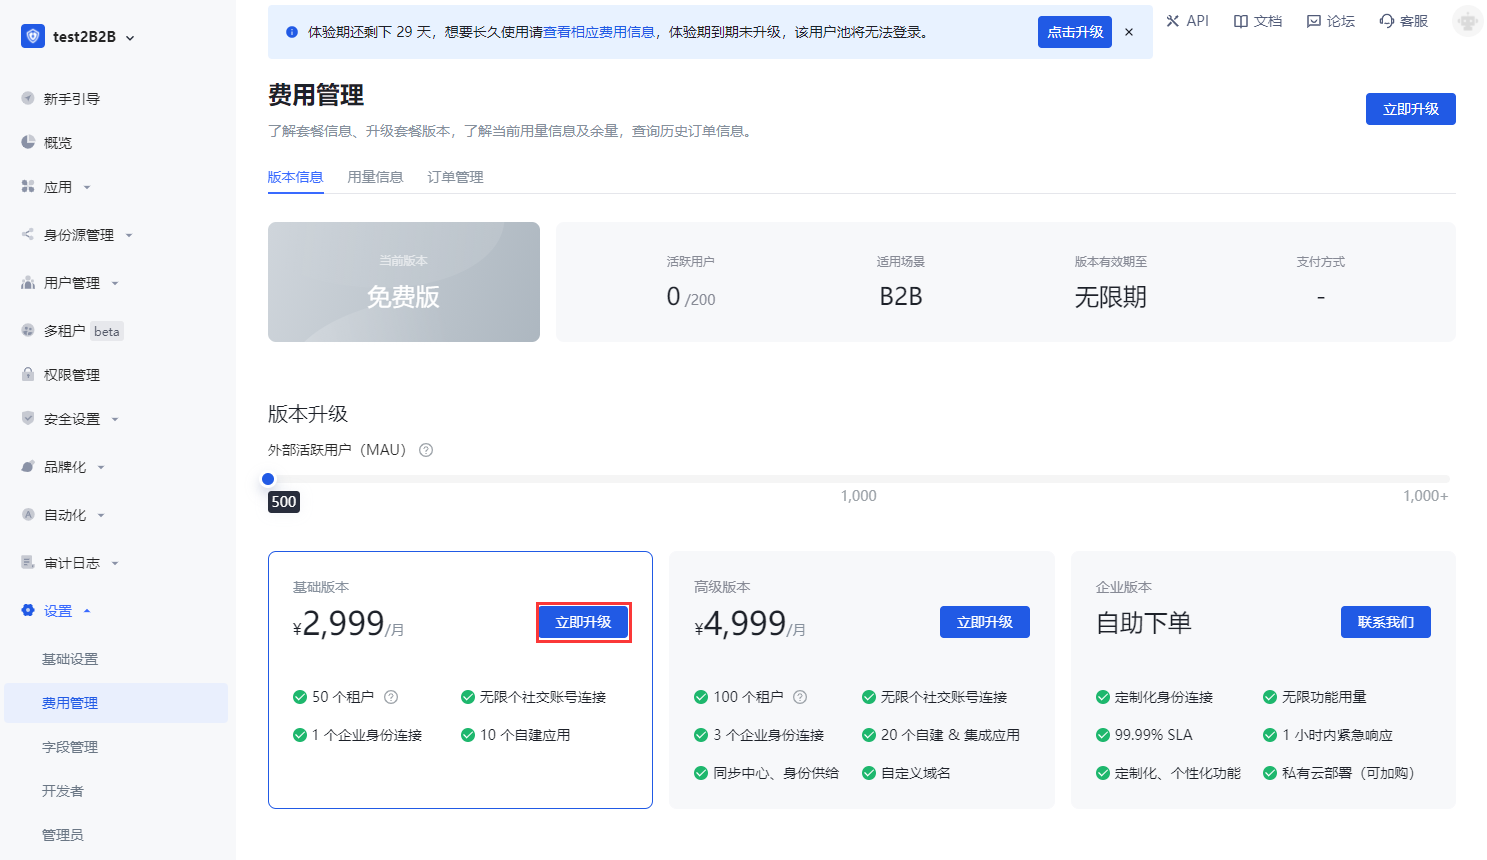 test2B2B
新手引导
概览
应用
身份源管理
用户管理
多租户 beta
权限管理
安全设置
品牌化
自动化
审计日志
设置
基础设置
费用管理
字段管理
开发者
管理员
体验期还剩下 29 天，想要长久使用请查看相应费用信息，体验期到期未升级，该用户池将无法登录。
点击升级
API 文档 论坛 客服
费用管理
了解套餐信息、升级套餐版本，了解当前用量信息及余量，查询历史订单信息。
立即升级
版本信息 用量信息 订单管理
当前版本
免费版
活跃用户 适用场景 版本有效期至 支付方式
0 /200 B2B 无限期 -
版本升级
外部活跃用户（MAU）
500 1,000 1,000+
基础版本
¥2,999/月 立即升级
50 个租户 无限个社交账号连接
1 个企业身份连接 10 个自建应用
高级版本
¥4,999/月 立即升级
100 个租户 无限个社交账号连接
3 个企业身份连接 20 个自建 & 集成应用
同步中心、身份供给 自定义域名
企业版本
自助下单 联系我们
定制化身份连接 无限功能用量
99.99% SLA 1 小时内紧急响应
定制化、个性化功能 私有云部署（可加购）